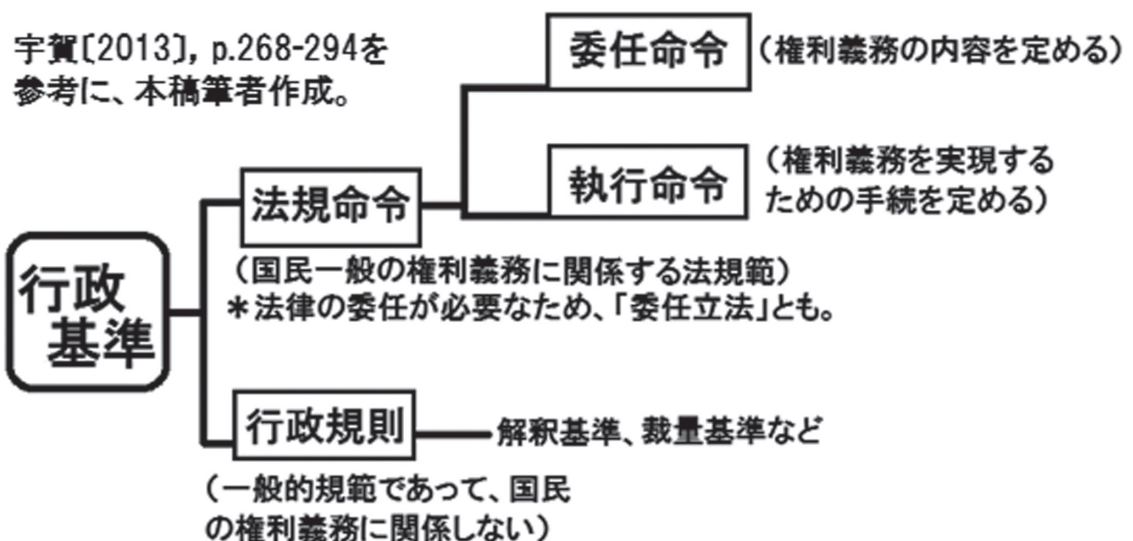 宇賀〔2013〕, p.268-294を
参考に、本稿筆者作成。
委任命令
(権利義務の内容を定める)
執行命令
(権利義務を実現する
ための手続を定める)
法規命令
(国民一般の権利義務に関係する法規範)
＊法律の委任が必要なため、「委任立法」とも。
行政
基準
行政規則
解釈基準、裁量基準など
(一般的規範であって、国民
の権利義務に関係しない)